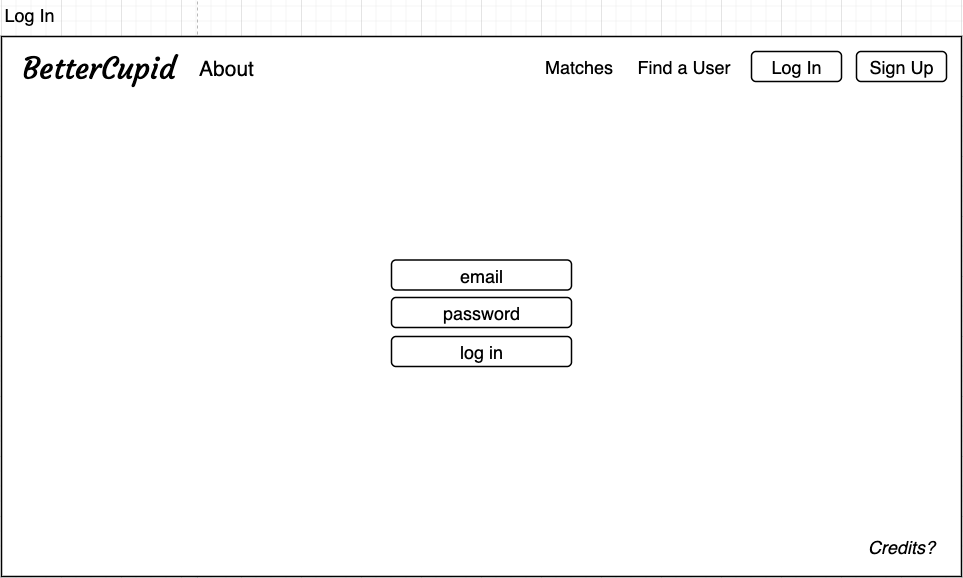 Log In
BetterCupid About Matches Find a User Log In Sign Up
email
password
log in
Credits?